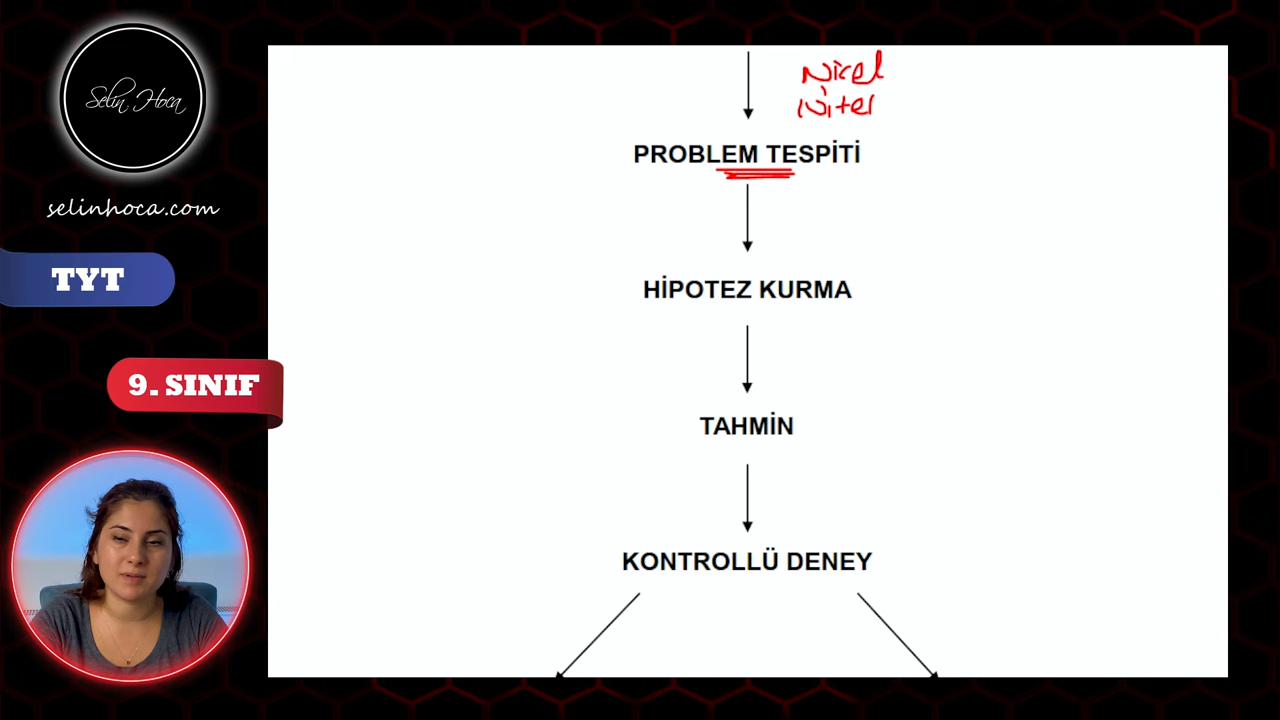 Selin Hoca
selinhoca.com
TYT
9. SINIF
Nicel
Nitel
PROBLEM TESPİTİ
HİPOTEZ KURMA
TAHMİN
KONTROLLÜ DENEY